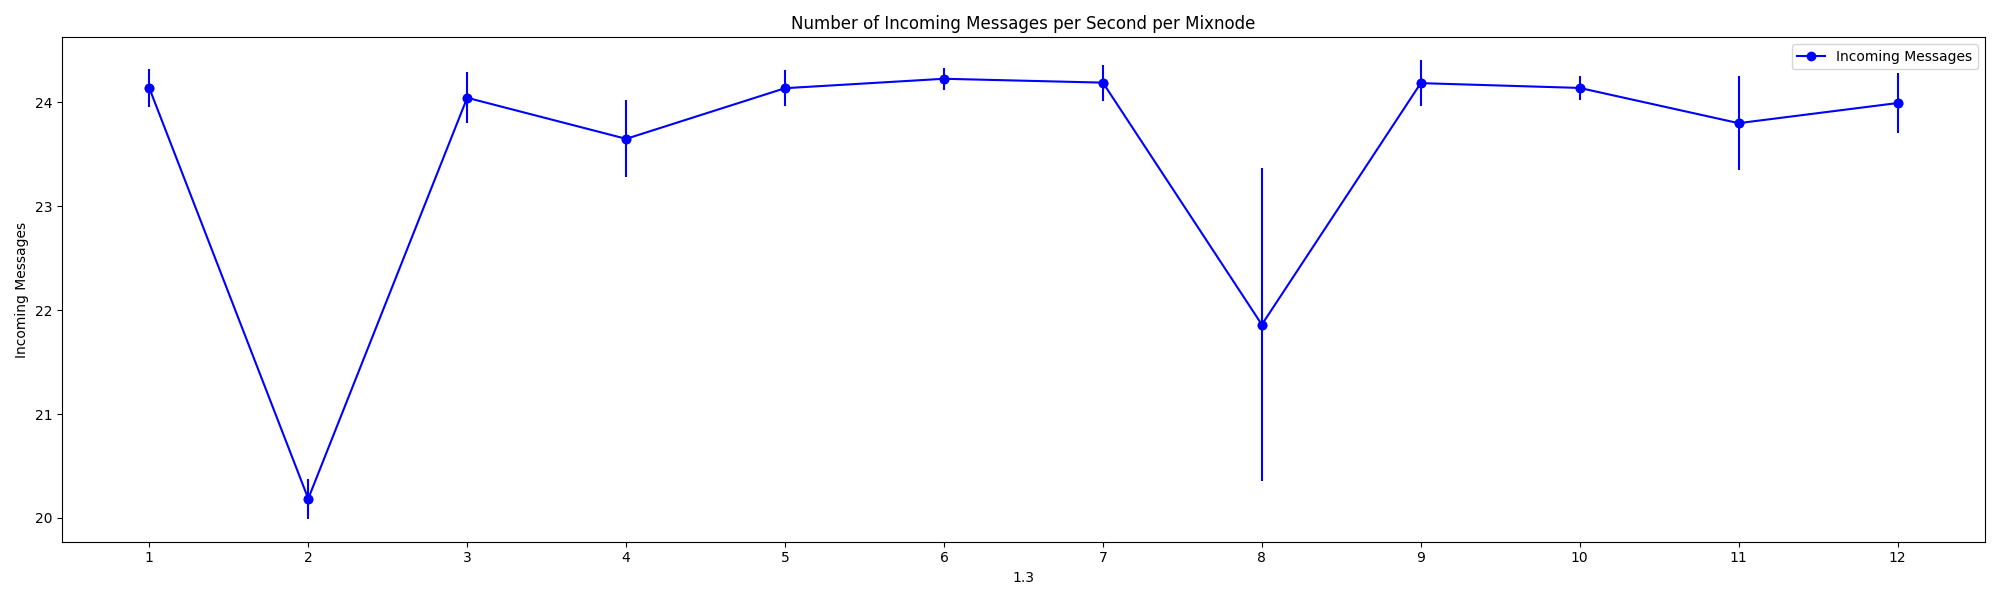 Number of Incoming Messages per Second per Mixnode
Incoming Messages
24
23
22
21
20
Incoming Messages
1 2 3 4 5 6 7 8 9 10 11 12
1.3